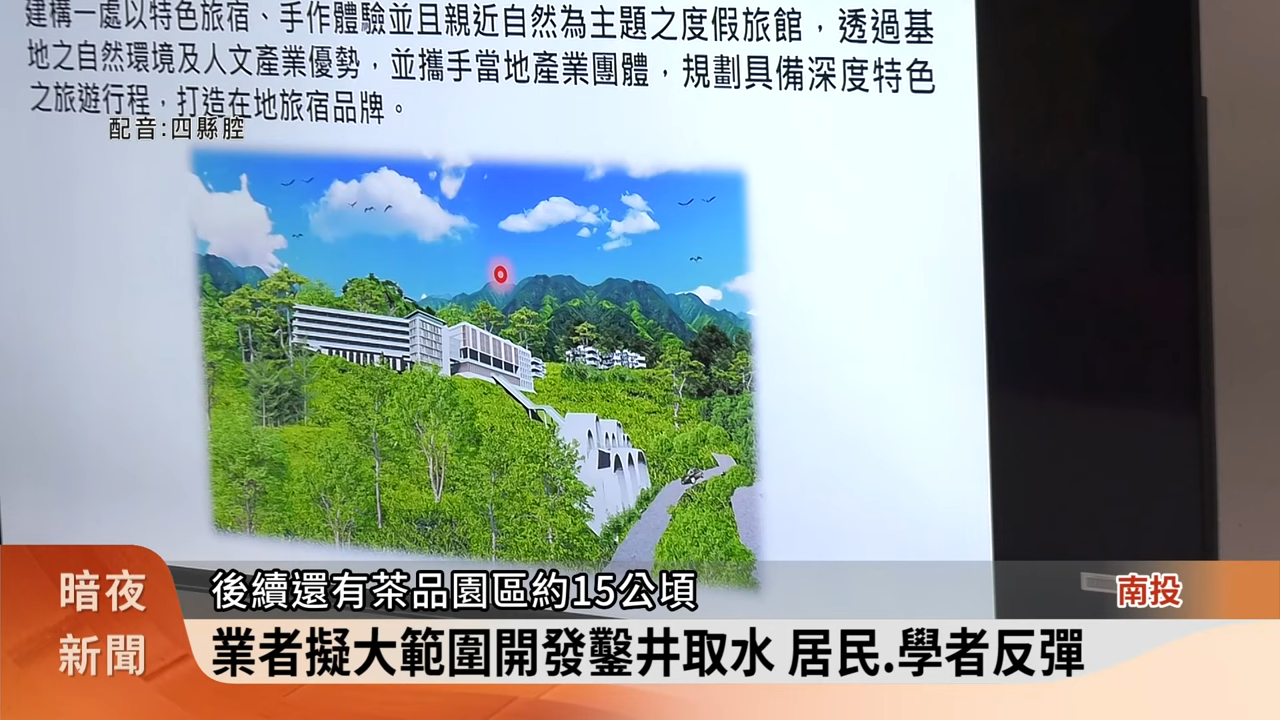 建構一處以特色旅宿、手作體驗並且親近自然為主題之度假旅館，透過基
地之自然環境及人文產業優勢，並攜手當地產業團體，規劃具備深度特色
之旅遊行程，打造在地旅宿品牌。
配音:四縣腔
暗夜
新聞
後續還有茶品園區約15公頃
南投
業者擬大範圍開發鑿井取水 居民.學者反彈